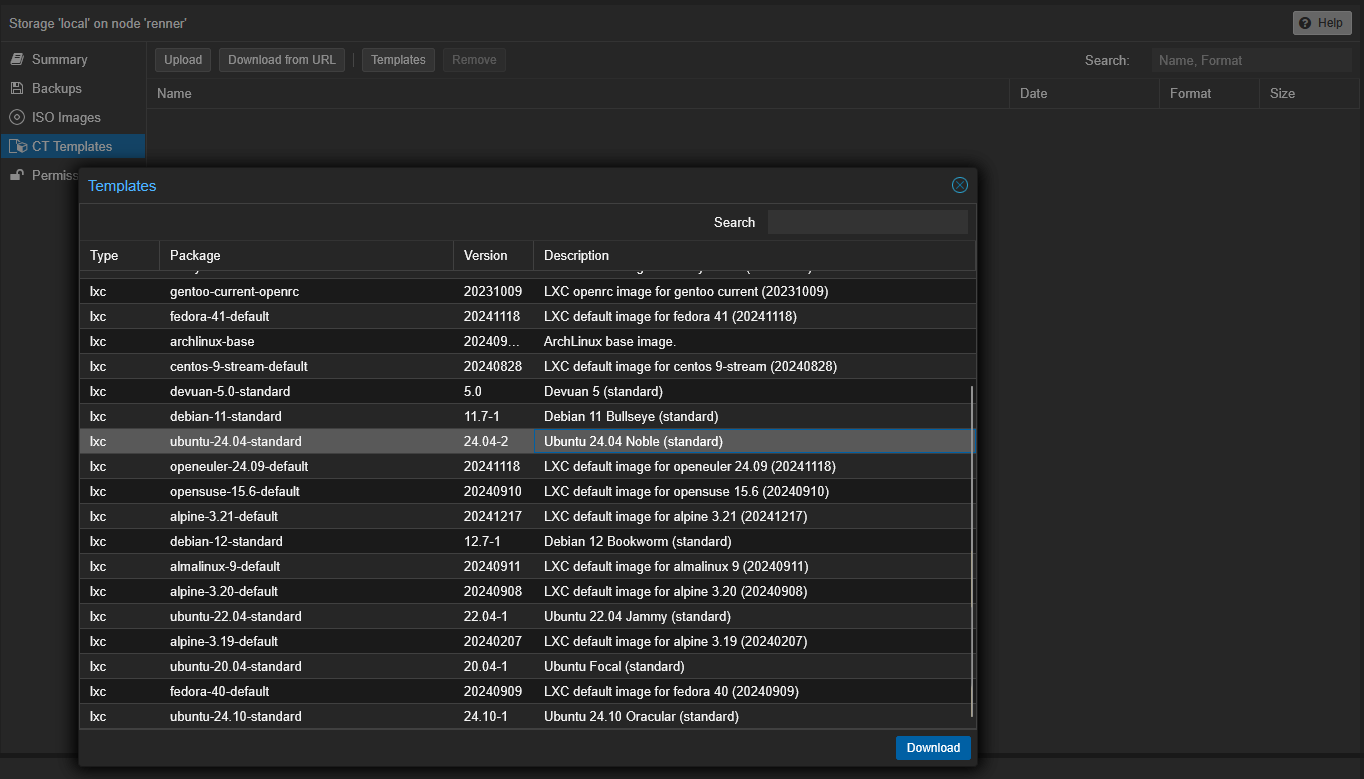 Storage 'local' on node 'renner'
Help
Summary
Upload Download from URL Templates Remove Search: Name, Format
Backups
Name Date Format Size
ISO Images
CT Templates
Permiss
Templates
Search
Type Package Version Description
lxc gentoo-current-openrc 20231009 LXC openrc image for gentoo current (20231009)
lxc fedora-41-default 20241118 LXC default image for fedora 41 (20241118)
lxc archlinux-base 202409... ArchLinux base image.
lxc centos-9-stream-default 20240828 LXC default image for centos 9-stream (20240828)
lxc devuan-5.0-standard 5.0 Devuan 5 (standard)
lxc debian-11-standard 11.7-1 Debian 11 Bullseye (standard)
lxc ubuntu-24.04-standard 24.04-2 Ubuntu 24.04 Noble (standard)
lxc openeuler-24.09-default 20241118 LXC default image for openeuler 24.09 (20241118)
lxc opensuse-15.6-default 20240910 LXC default image for opensuse 15.6 (20240910)
lxc alpine-3.21-default 20241217 LXC default image for alpine 3.21 (20241217)
lxc debian-12-standard 12.7-1 Debian 12 Bookworm (standard)
lxc almalinux-9-default 20240911 LXC default image for almalinux 9 (20240911)
lxc alpine-3.20-default 20240908 LXC default image for alpine 3.20 (20240908)
lxc ubuntu-22.04-standard 22.04-1 Ubuntu 22.04 Jammy (standard)
lxc alpine-3.19-default 20240207 LXC default image for alpine 3.19 (20240207)
lxc ubuntu-20.04-standard 20.04-1 Ubuntu Focal (standard)
lxc fedora-40-default 20240909 LXC default image for fedora 40 (20240909)
lxc ubuntu-24.10-standard 24.10-1 Ubuntu 24.10 Oracular (standard)
Download